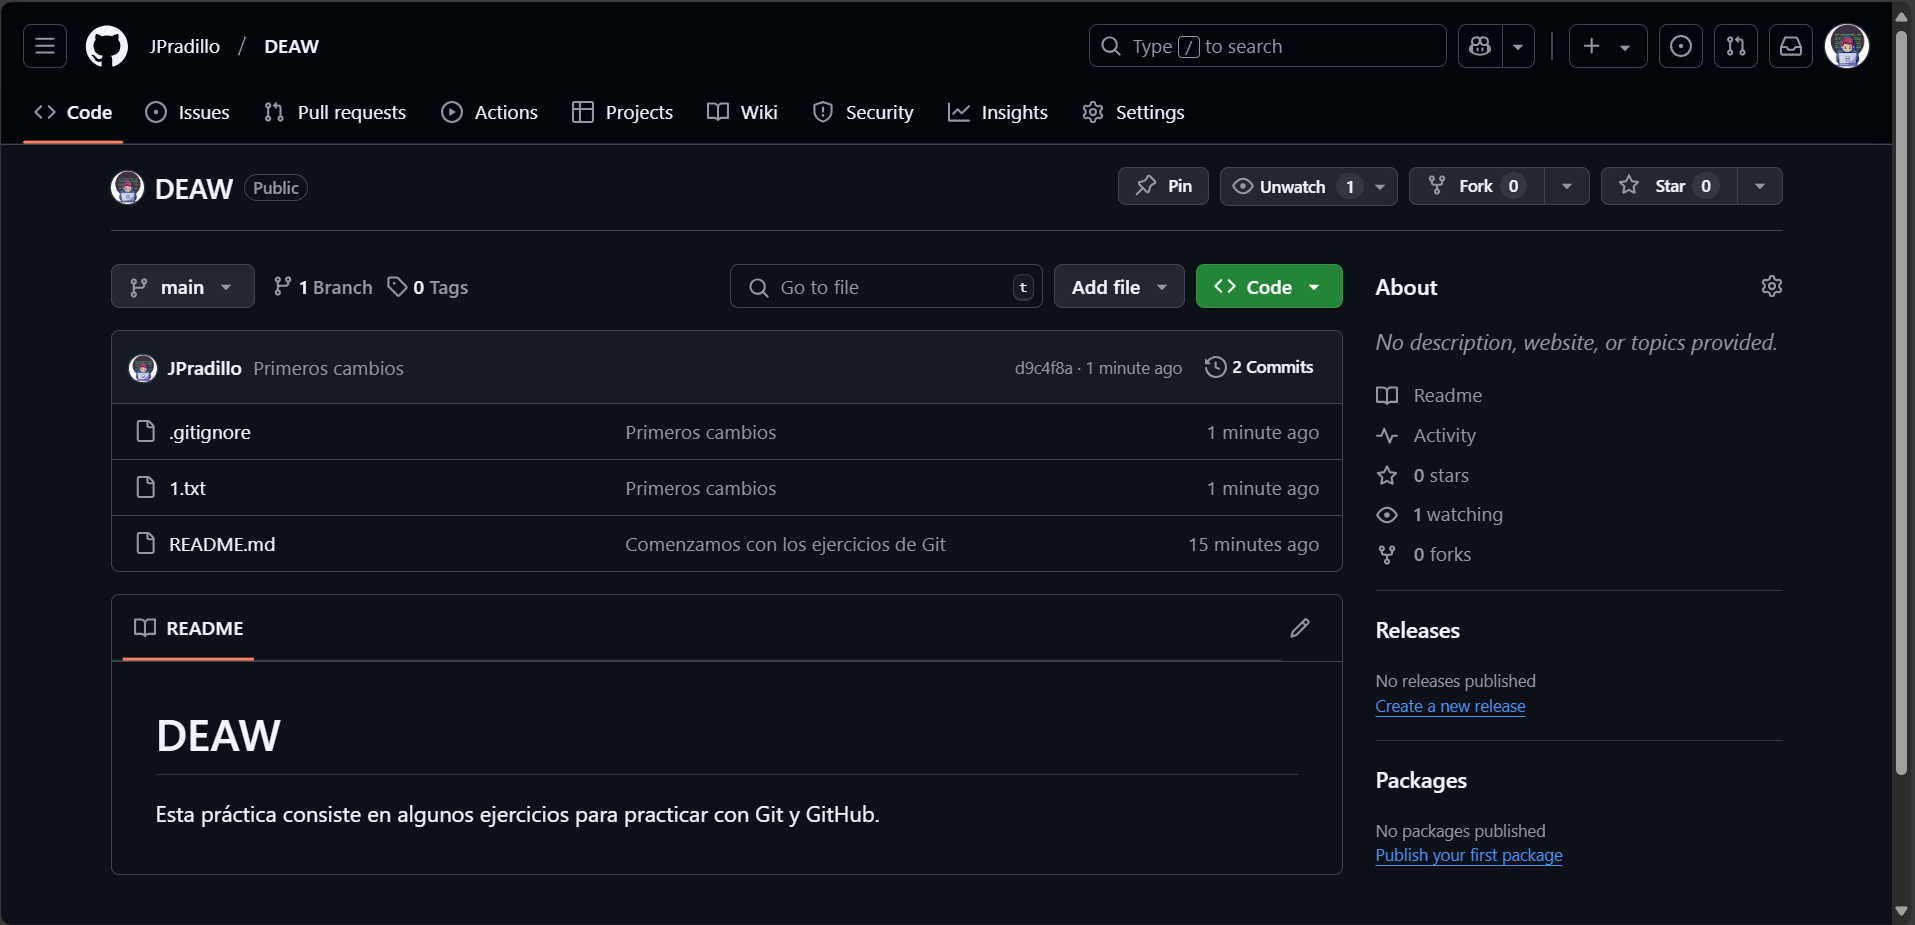 JPradillo / DEAW
Type / to search
Code Issues Pull requests Actions Projects Wiki Security Insights Settings
DEAW Public
Pin Unwatch 1 Fork 0 Star 0
main 1 Branch 0 Tags
Go to file t Add file Code
JPradillo Primeros cambios d9c4f8a · 1 minute ago 2 Commits
.gitignore Primeros cambios 1 minute ago
1.txt Primeros cambios 1 minute ago
README.md Comenzamos con los ejercicios de Git 15 minutes ago
README
DEAW
Esta práctica consiste en algunos ejercicios para practicar con Git y GitHub.
About
No description, website, or topics provided.
Readme
Activity
0 stars
1 watching
0 forks
Releases
No releases published
Create a new release
Packages
No packages published
Publish your first package